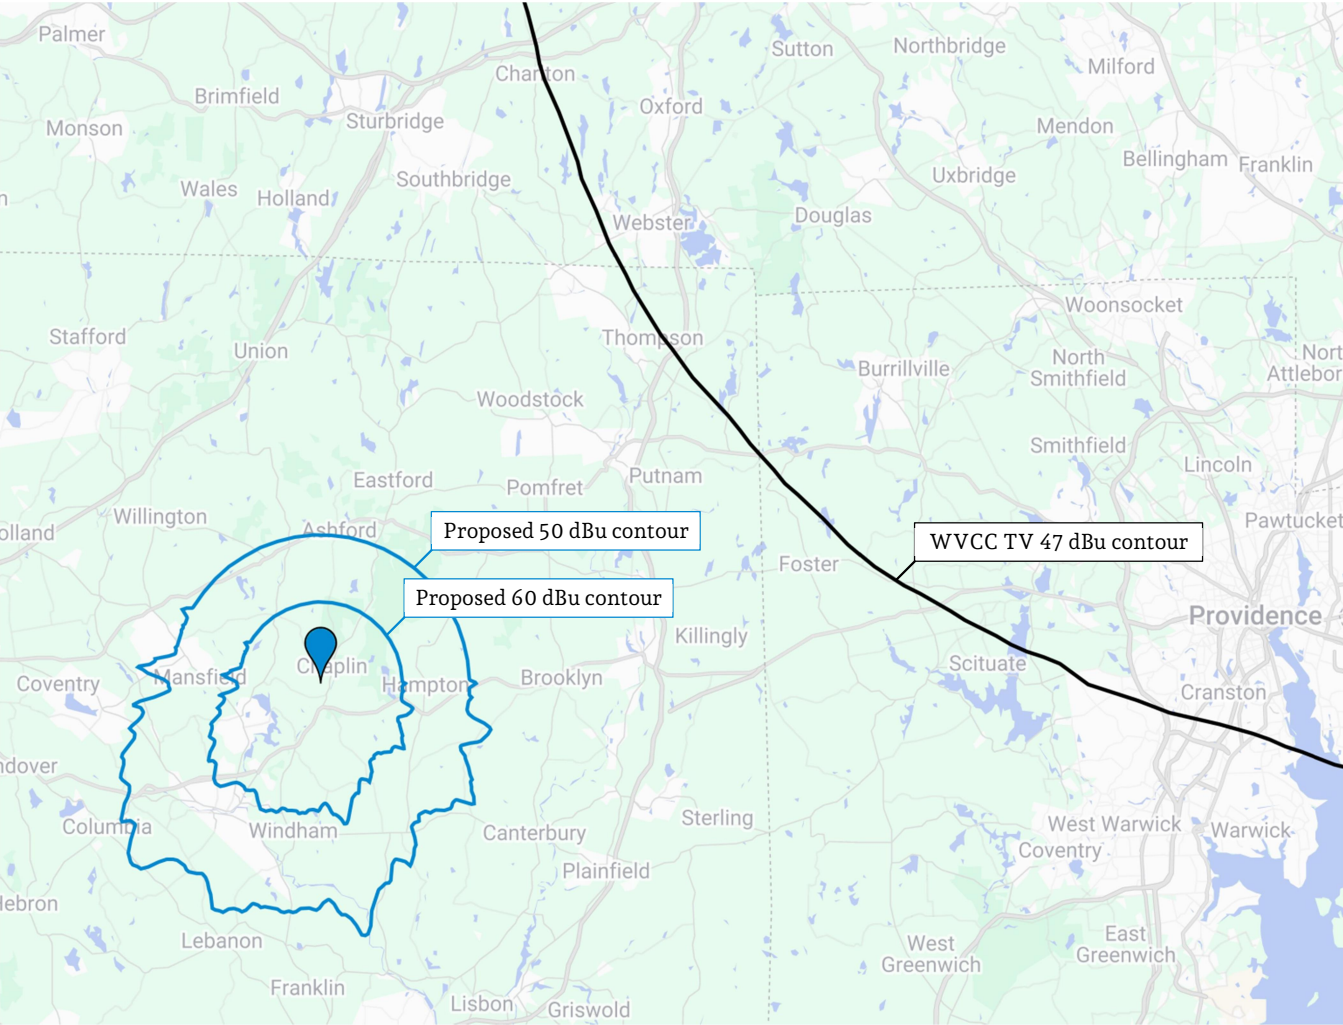 Palmer
Sutton
Northbridge
Milford
Charlton
Brimfield
Oxford
Sturbridge
Monson
Mendon
Bellingham
Franklin
Wales
Holland
Southbridge
Uxbridge
n
Webster
Douglas
Woonsocket
Stafford
Union
Thompson
Burrillville
North
Smithfield
Nort
Attlebor
Woodstock
Smithfield
Lincoln
Eastford
Pomfret
Putnam
Willington
Ashford
olland
Pawtucket
Proposed 50 dBu contour
WVCC TV 47 dBu contour
Foster
Proposed 60 dBu contour
Providence
Killingly
Chaplin
Scituate
Mansfield
Coventry
Hampton
Brooklyn
Cranston
ndover
Columbia
Windham
Canterbury
Sterling
West Warwick
Warwick
Coventry
Plainfield
Hebron
Lebanon
West
Greenwich
East
Greenwich
Franklin
Lisbon
Griswold